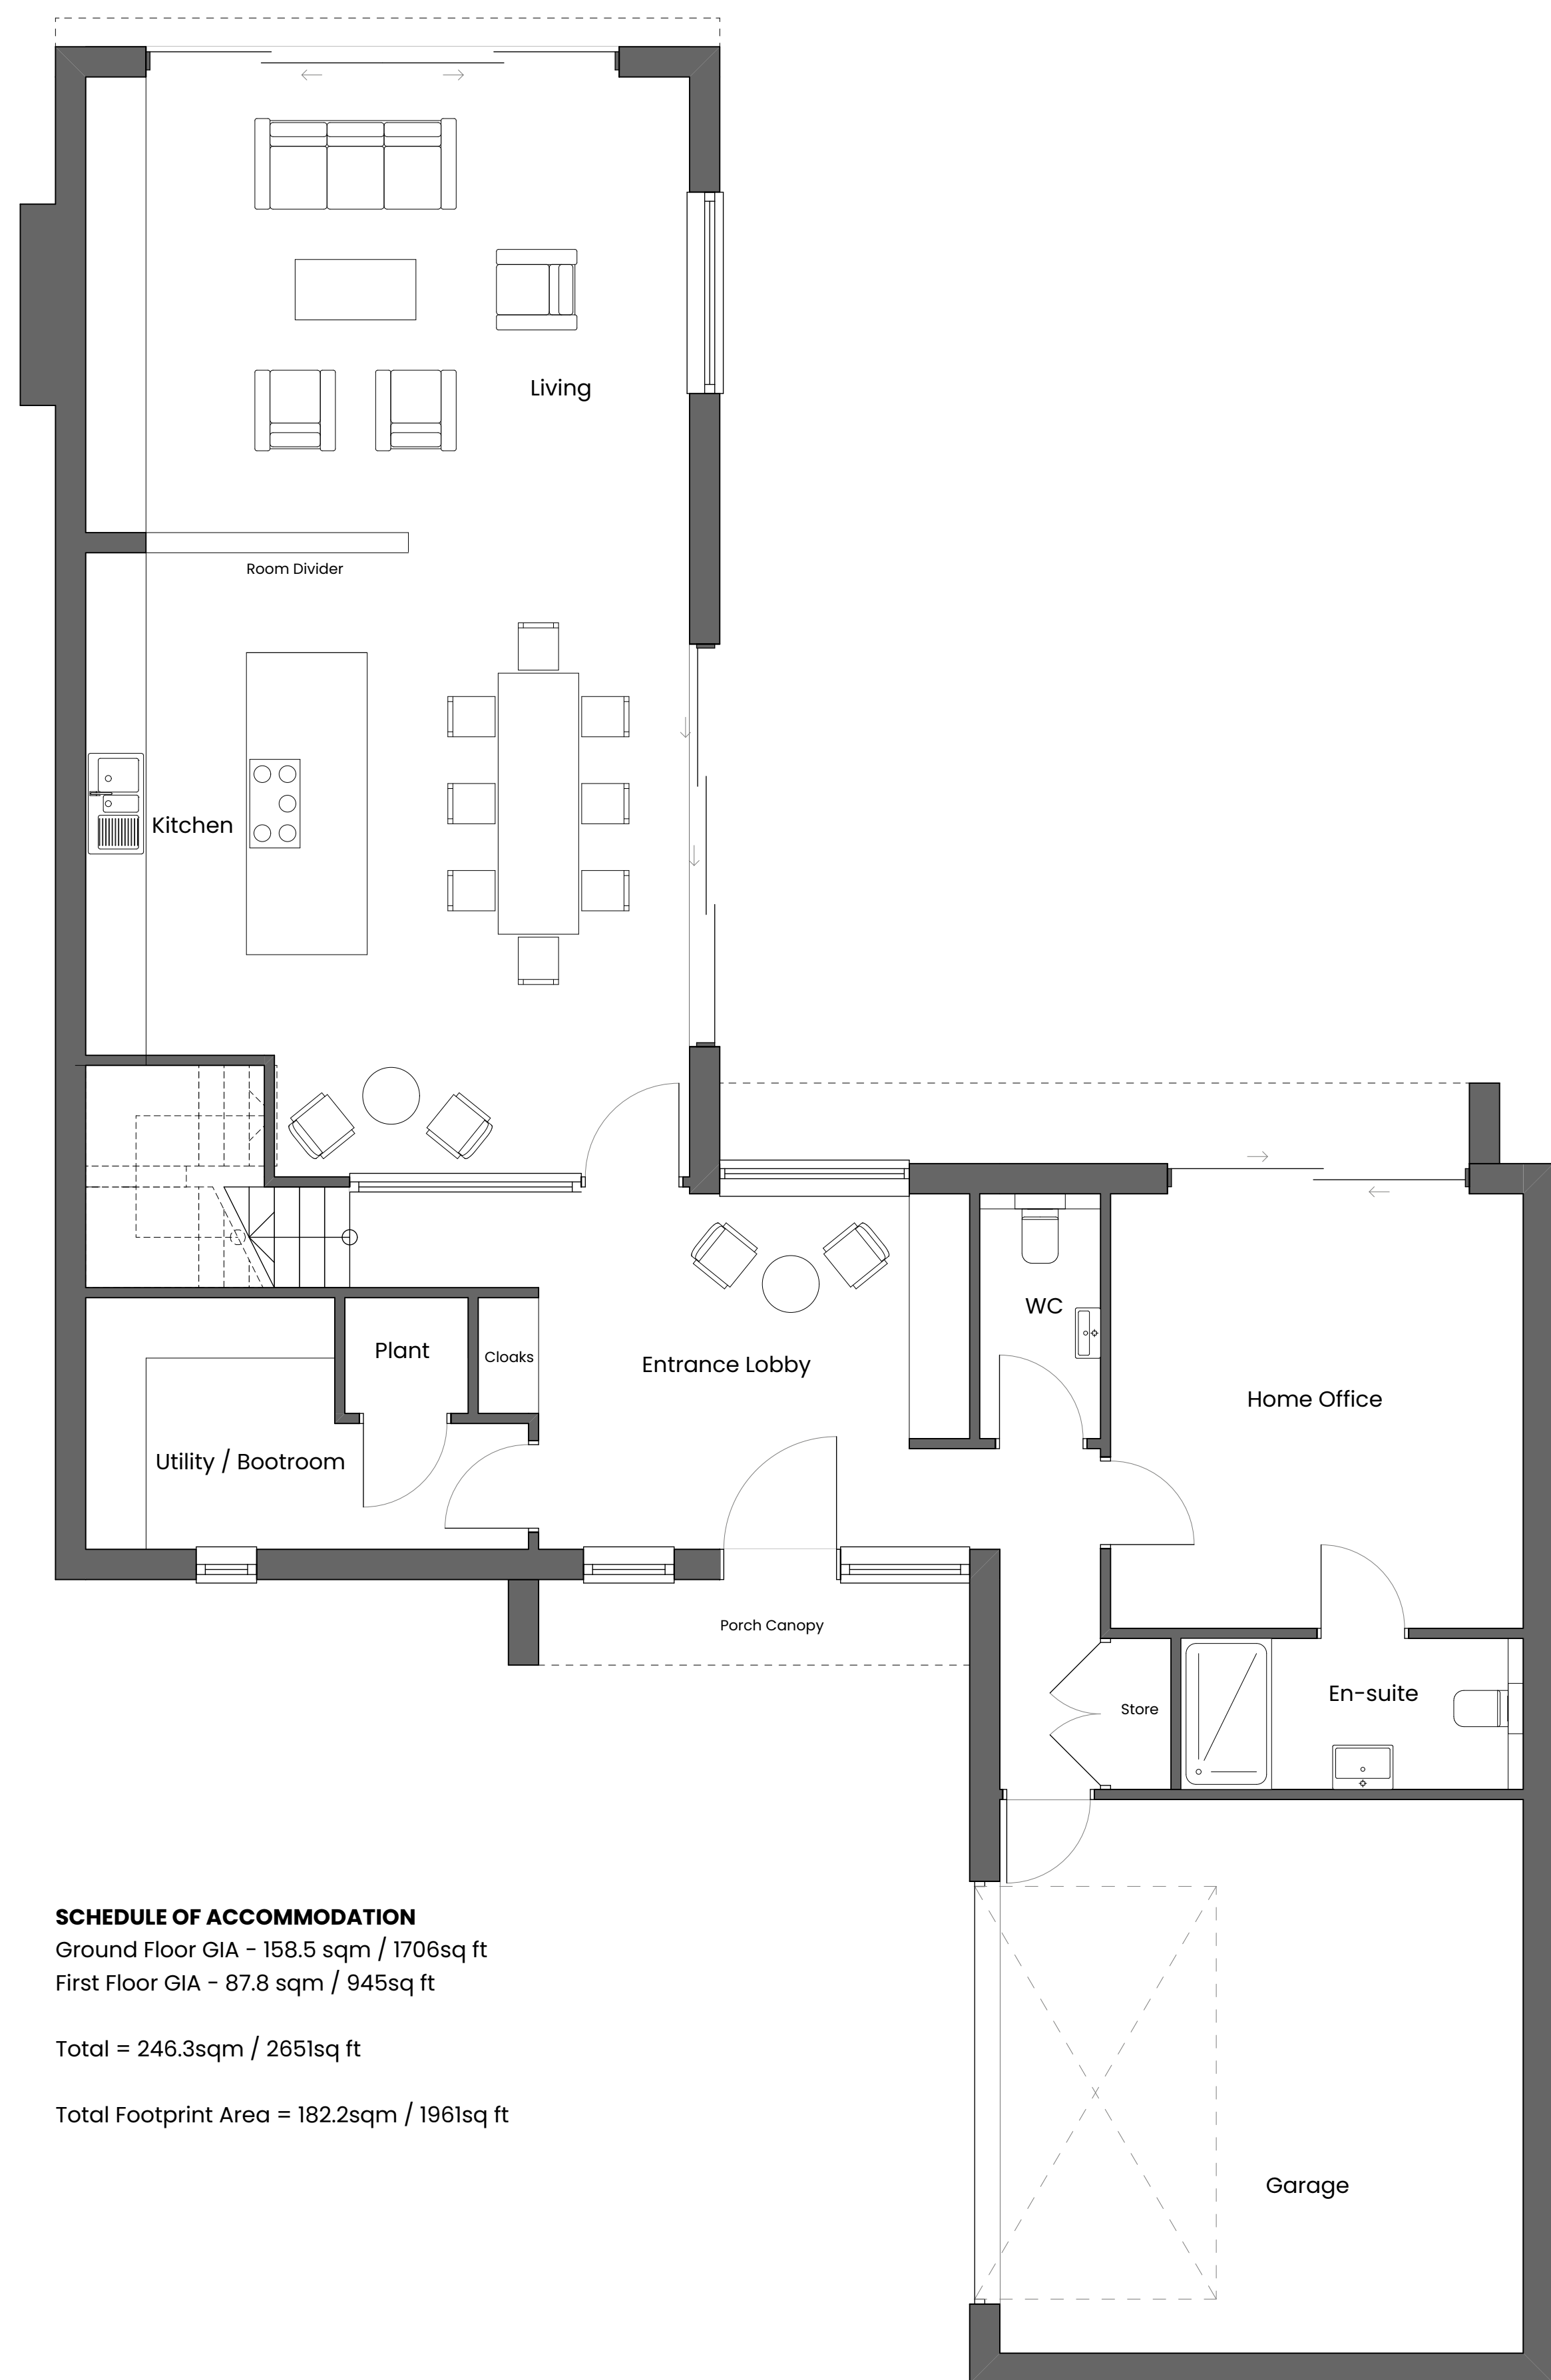 Living
Room Divider
Kitchen
WC
Plant
Cloaks
Entrance Lobby
Home Office
Utility / Bootroom
Porch Canopy
En-suite
Store
SCHEDULE OF ACCOMMODATION
Ground Floor GIA - 158.5 sqm / 1706sq ft
First Floor GIA - 87.8 sqm / 945sq ft
Total = 246.3sqm / 2651sq ft
Total Footprint Area = 182.2sqm / 1961sq ft
Garage